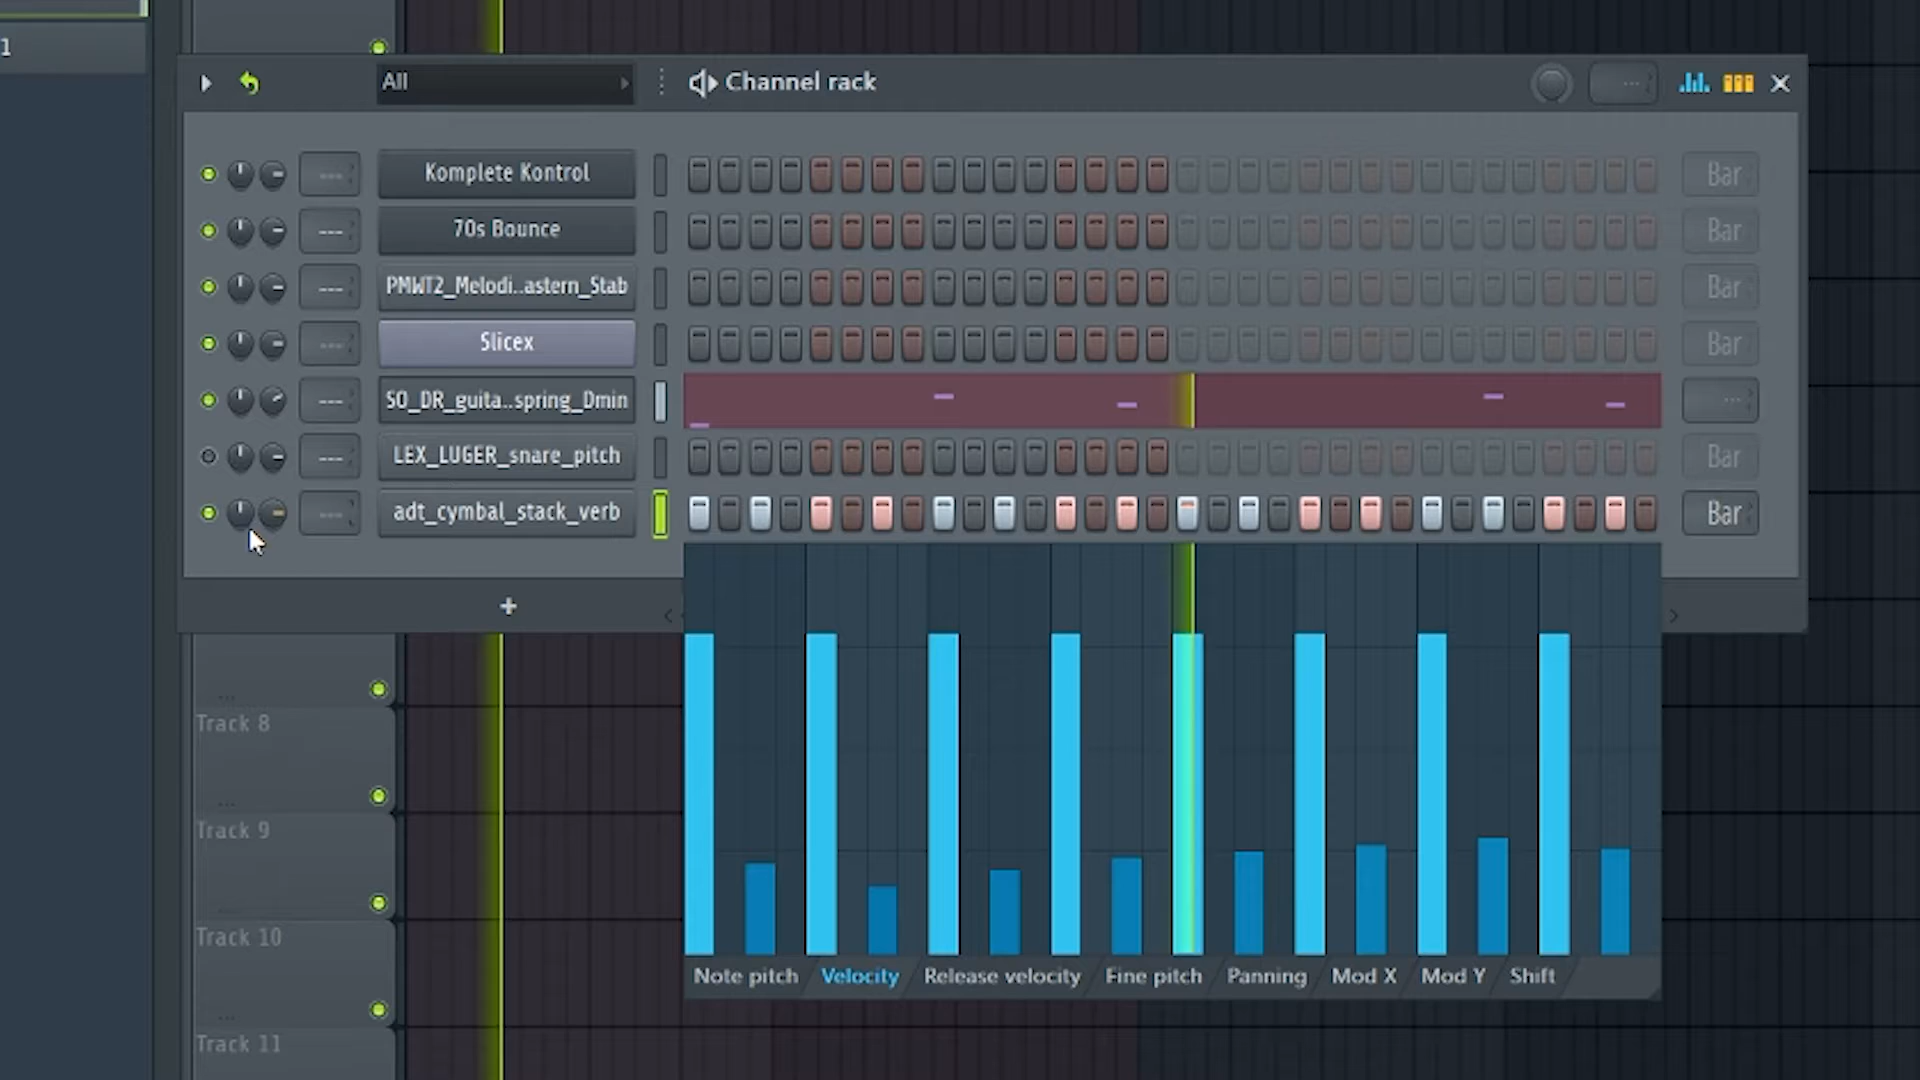 1
All
Channel rack
Komplete Kontrol
Bar
70s Bounce
Bar
PMWT2_Melodi..astern_Stab
Bar
Slicex
Bar
SO_DR_guita..spring_Dmin
LEX_LUGER_snare_pitch
Bar
adt_cymbal_stack_verb
Bar
+
Note pitch
Velocity
Release velocity
Fine pitch
Panning
Mod X
Mod Y
Shift
Track 8
Track 9
Track 10
Track 11